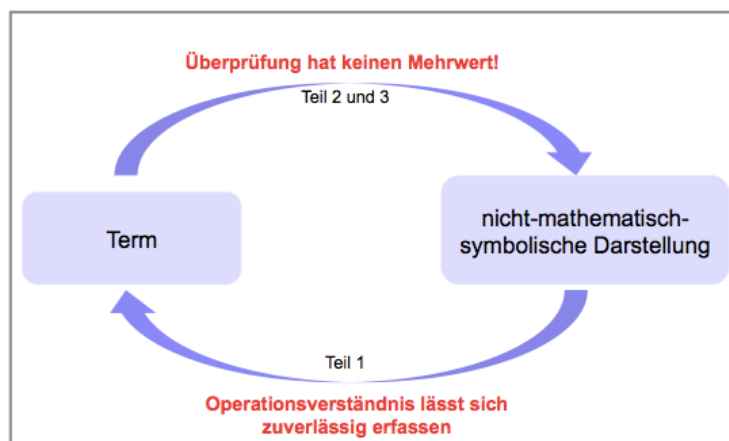 Überprüfung hat keinen Mehrwert!
Teil 2 und 3
Term
nicht-mathematisch-
symbolische Darstellung
Teil 1
Operationsverständnis lässt sich
zuverlässig erfassen